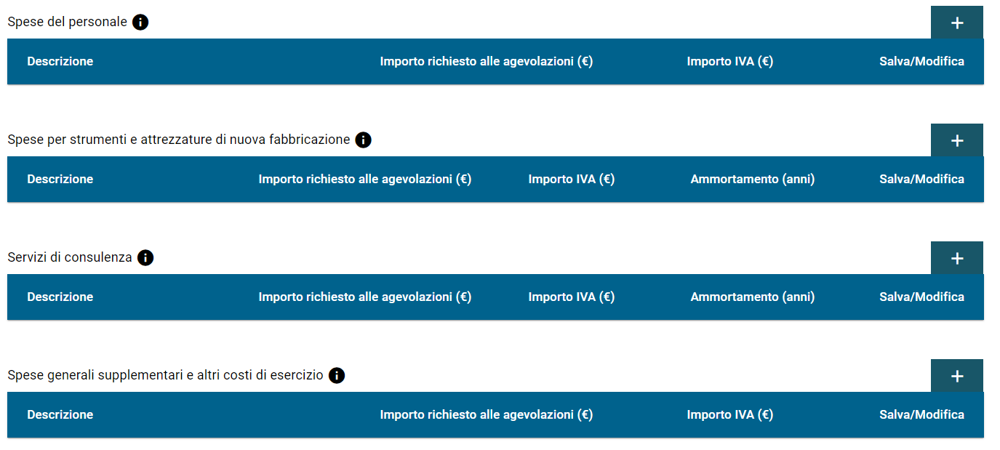 Spese del personale
Descrizione Importo richiesto alle agevolazioni (€) Importo IVA (€) Salva/Modifica
Spese per strumenti e attrezzature di nuova fabbricazione
Descrizione Importo richiesto alle agevolazioni (€) Importo IVA (€) Ammortamento (anni) Salva/Modifica
Servizi di consulenza
Descrizione Importo richiesto alle agevolazioni (€) Importo IVA (€) Ammortamento (anni) Salva/Modifica
Spese generali supplementari e altri costi di esercizio
Descrizione Importo richiesto alle agevolazioni (€) Importo IVA (€) Salva/Modifica